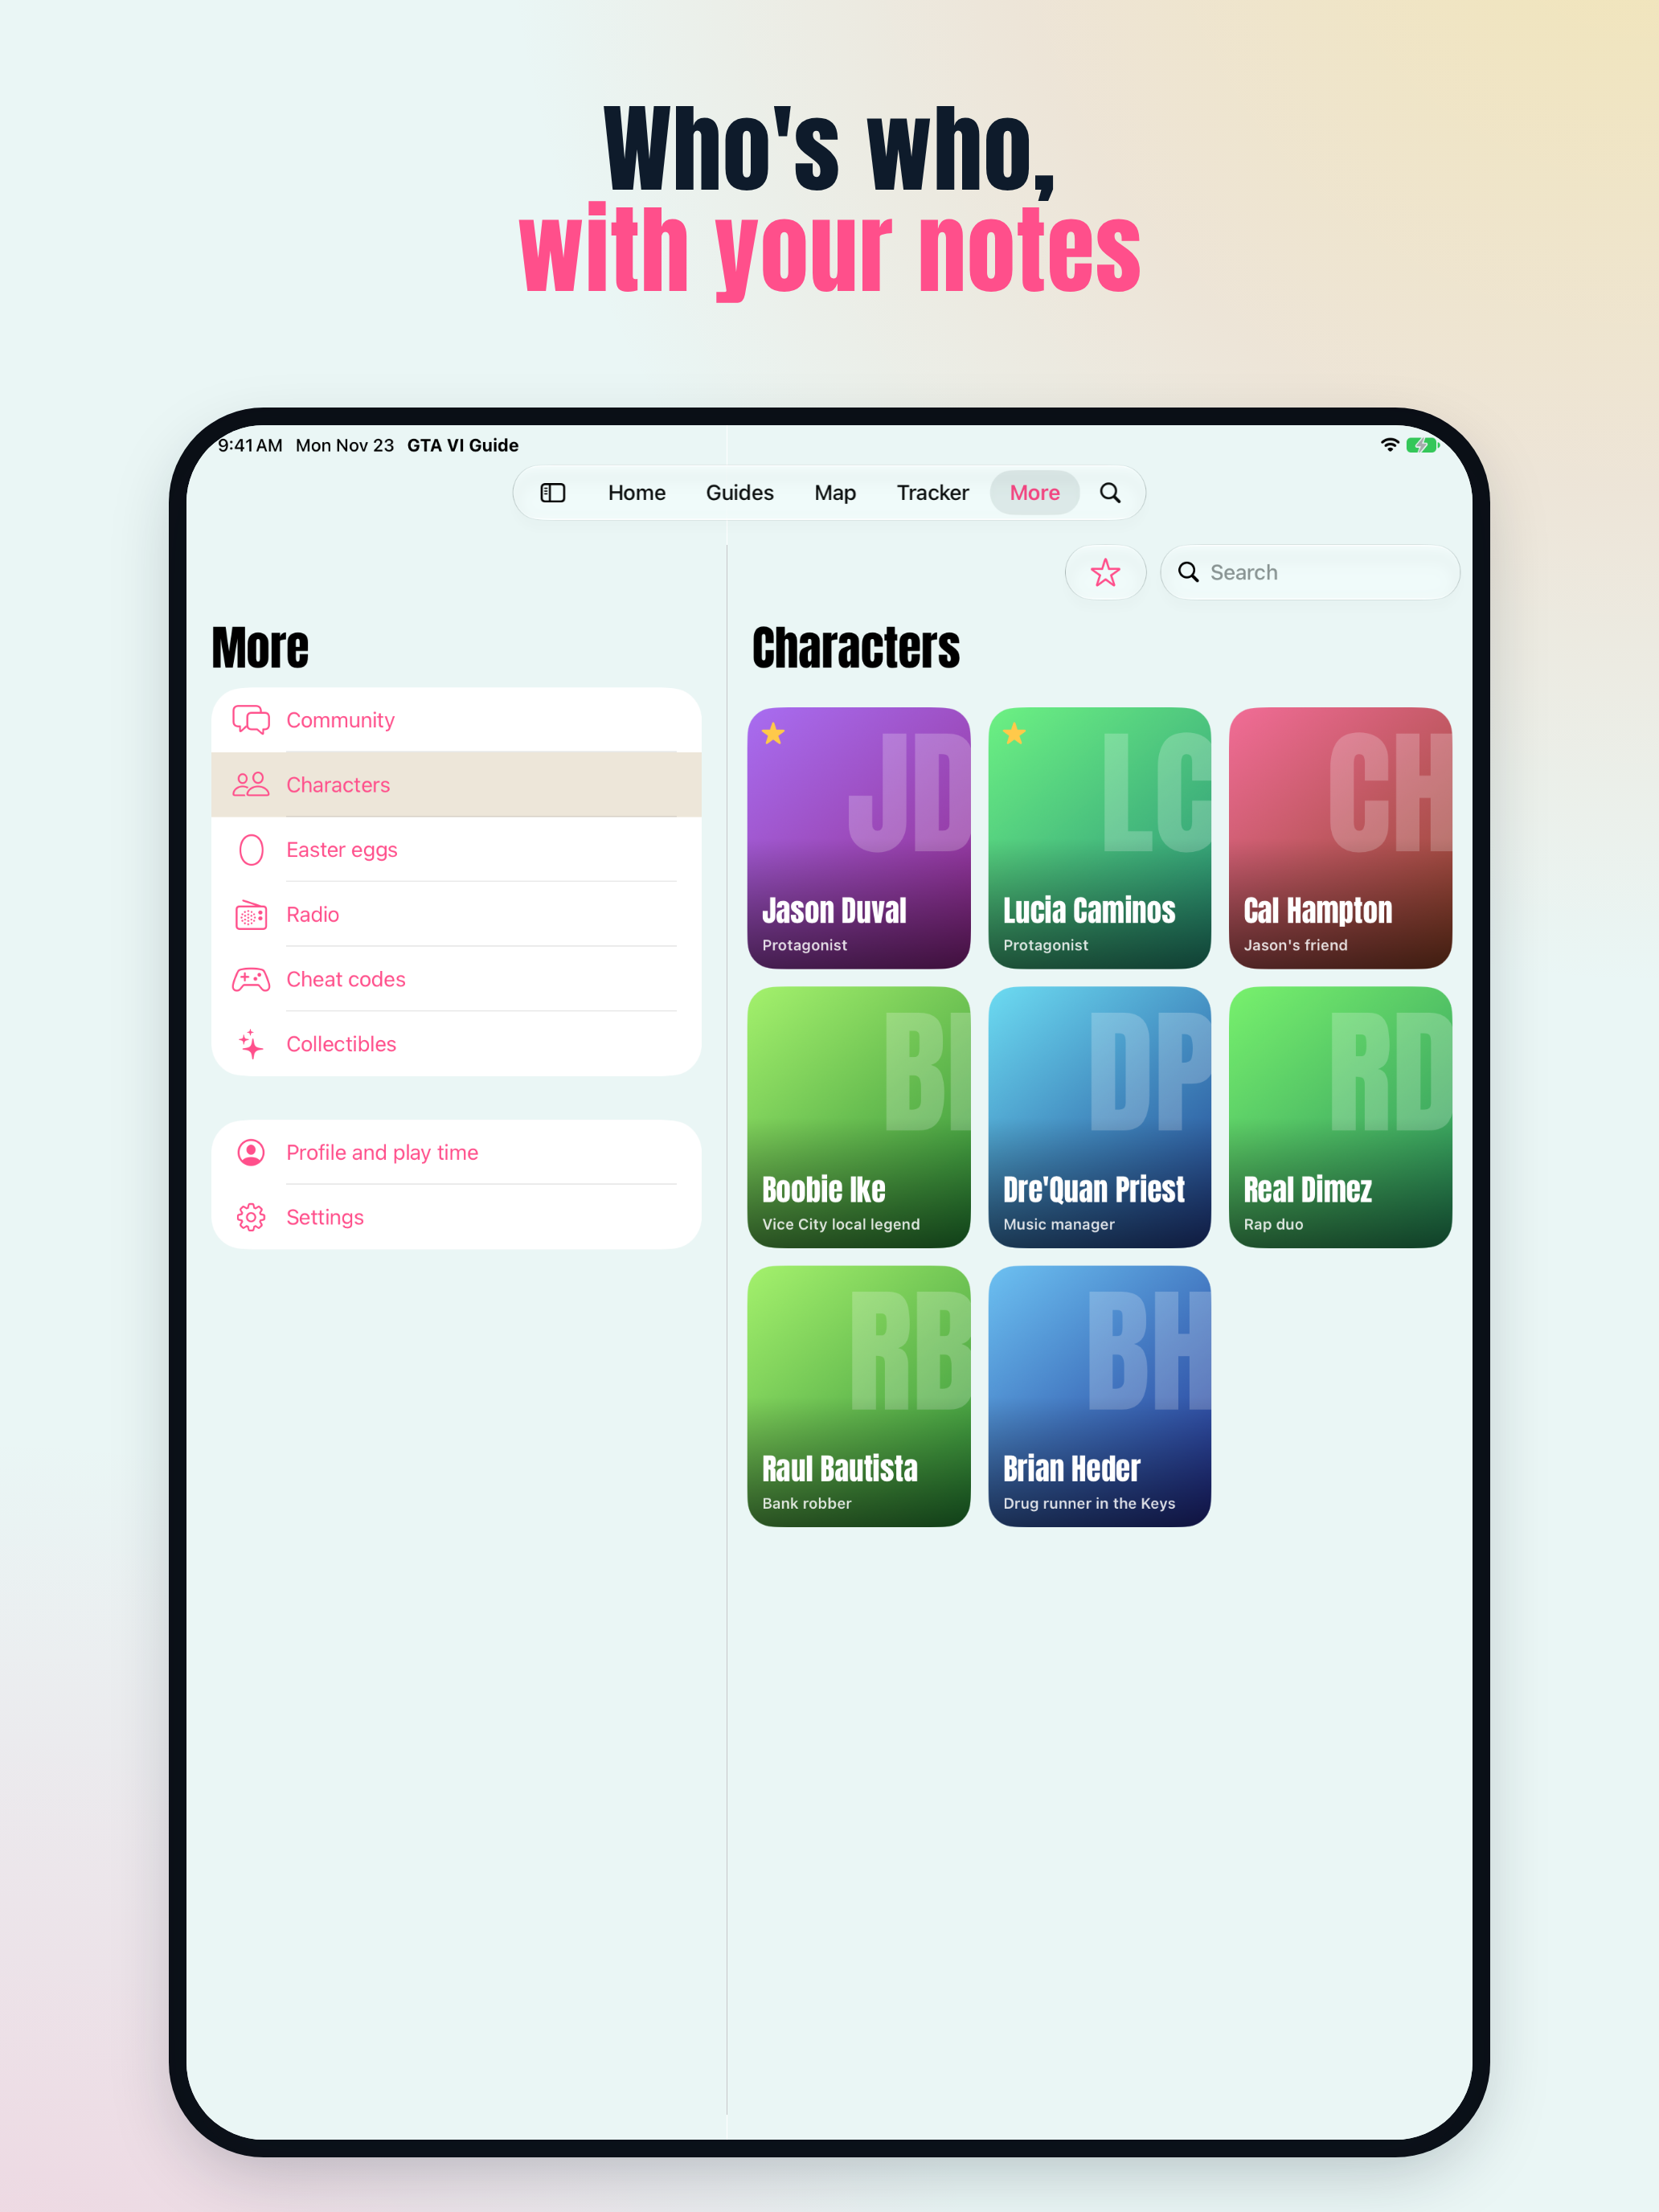 Who's who,
with your notes
9:41 AM Mon Nov 23 GTA VI Guide
Home Guides Map Tracker More
Search
More
Community
Characters
Easter eggs
Radio
Cheat codes
Collectibles
Profile and play time
Settings
Characters
JD
Jason Duval
Protagonist
LC
Lucia Caminos
Protagonist
CH
Cal Hampton
Jason's friend
BI
Boobie Ike
Vice City local legend
DP
Dre'Quan Priest
Music manager
RD
Real Dimez
Rap duo
RB
Raul Bautista
Bank robber
BH
Brian Heder
Drug runner in the Keys